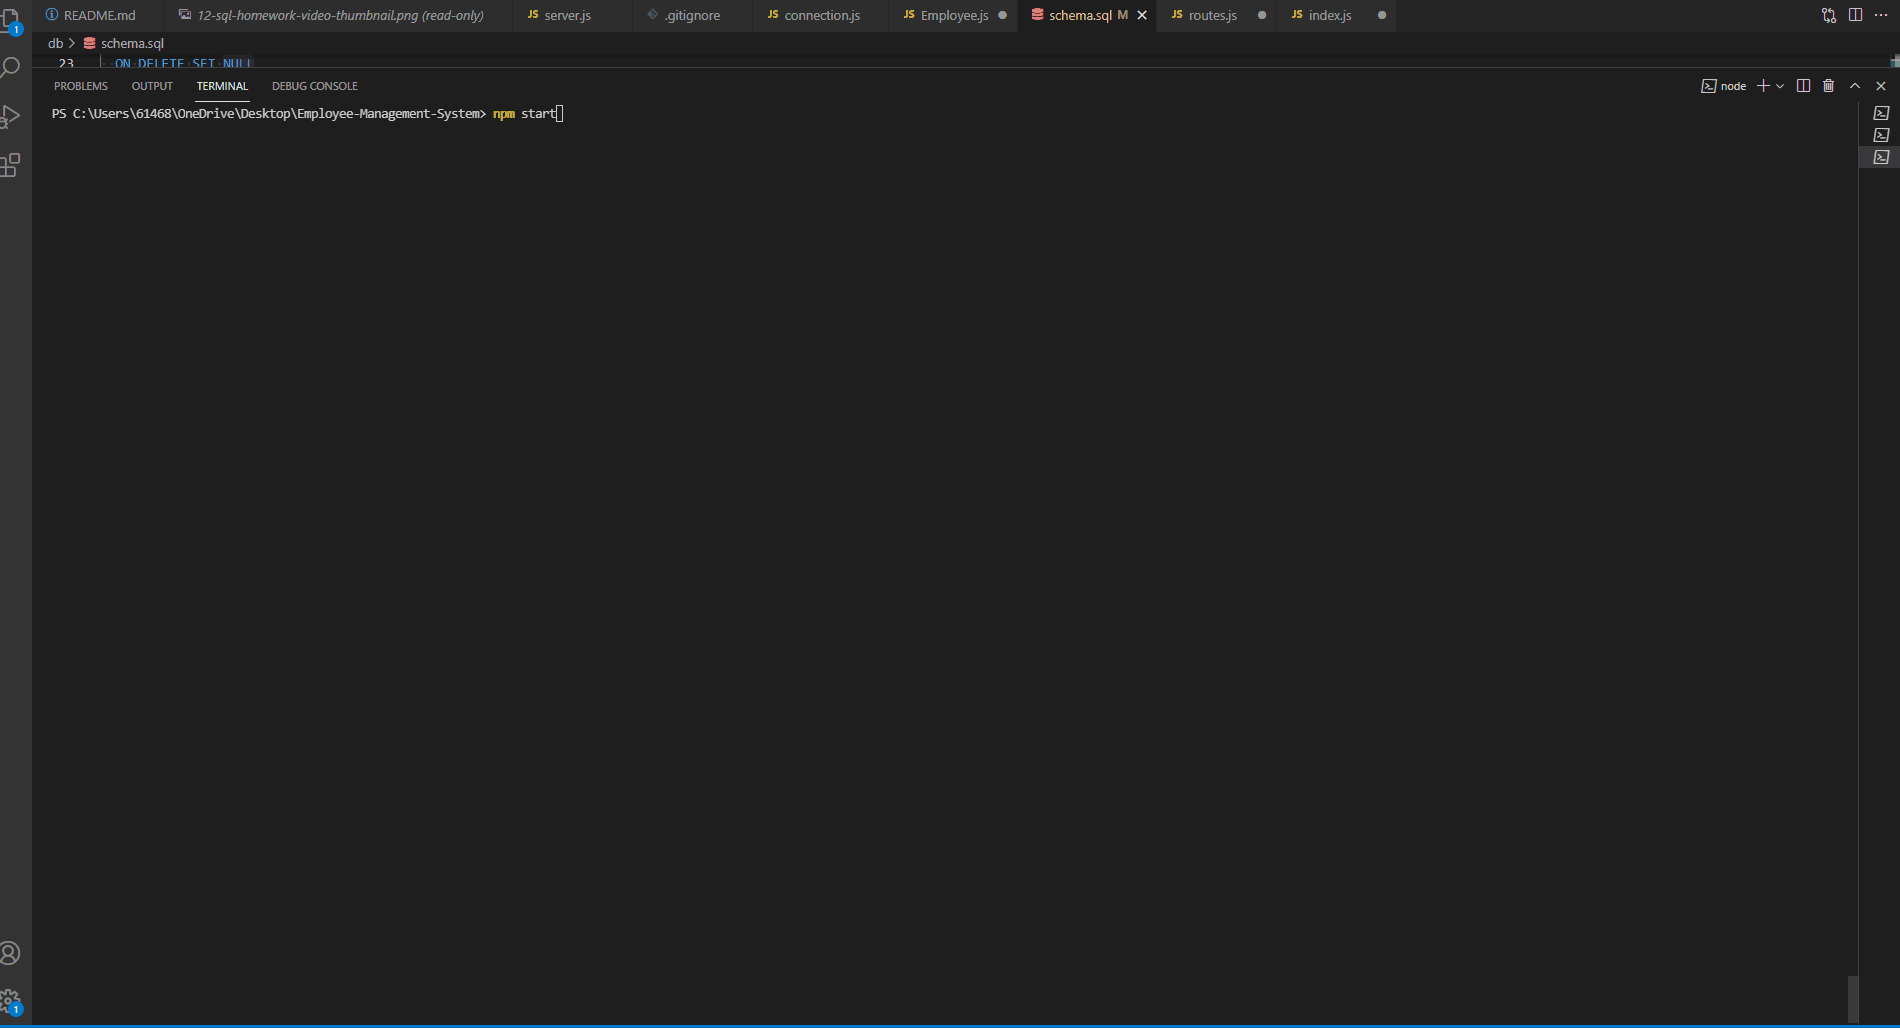 README.md 12-sql-homework-video-thumbnail.png (read-only) JS server.js .gitignore JS connection.js JS Employee.js schema.sql M JS routes.js JS index.js
1
db > schema.sql
23 ON DELETE SET NULL
PROBLEMS OUTPUT TERMINAL DEBUG CONSOLE node
PS C:\Users\61468\OneDrive\Desktop\Employee-Management-System> npm start
1